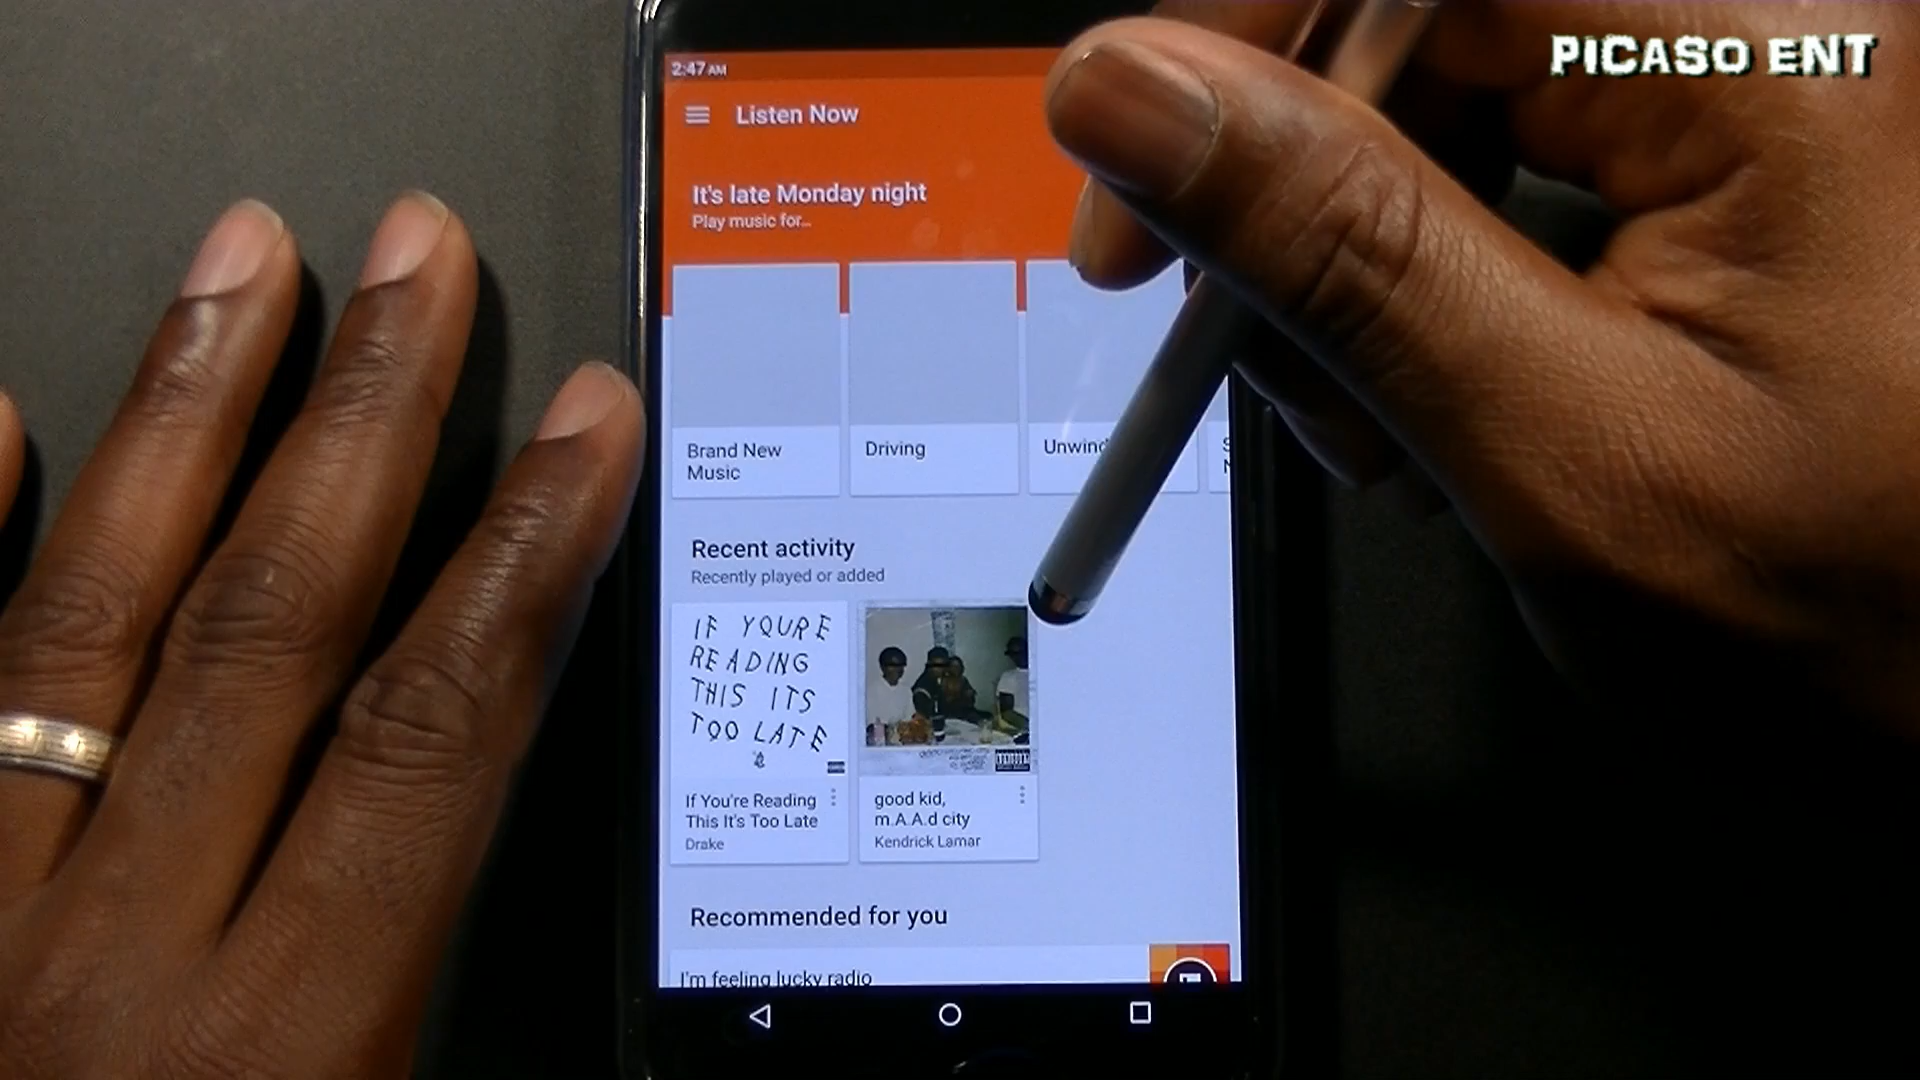 PICASO ENT
2:47 AM
Listen Now
It's late Monday night
Play music for...
Brand New
Music
Driving
Unwind
Recent activity
Recently played or added
IF YOURE
READING
THIS ITS
TOO LATE
If You're Reading
This It's Too Late
Drake
good kid,
m.A.A.d city
Kendrick Lamar
Recommended for you
I'm feeling lucky radio